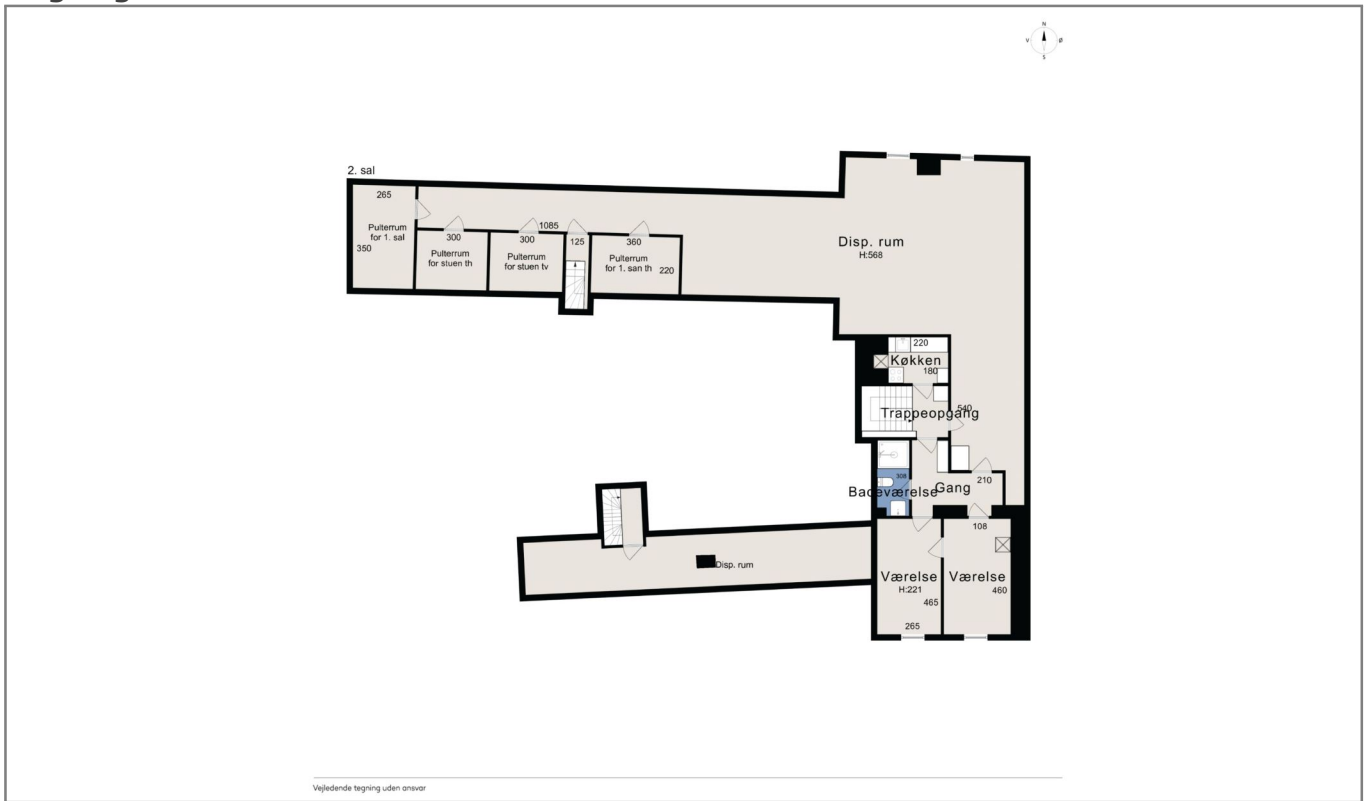 N
V Ø
S
2. sal
265
Pulterrum
for 1. sal
350
300
Pulterrum
for stuen th
1085
300
Pulterrum
for stuen tv
125
360
Pulterrum
for 1. san th
220
Disp. rum
H:568
220
Køkken
180
540
Trappeopgang
308
Badeværelse
210
Gang
108
Værelse
H:221
465
265
Værelse
460
Disp. rum
Vejledende tegning uden ansvar